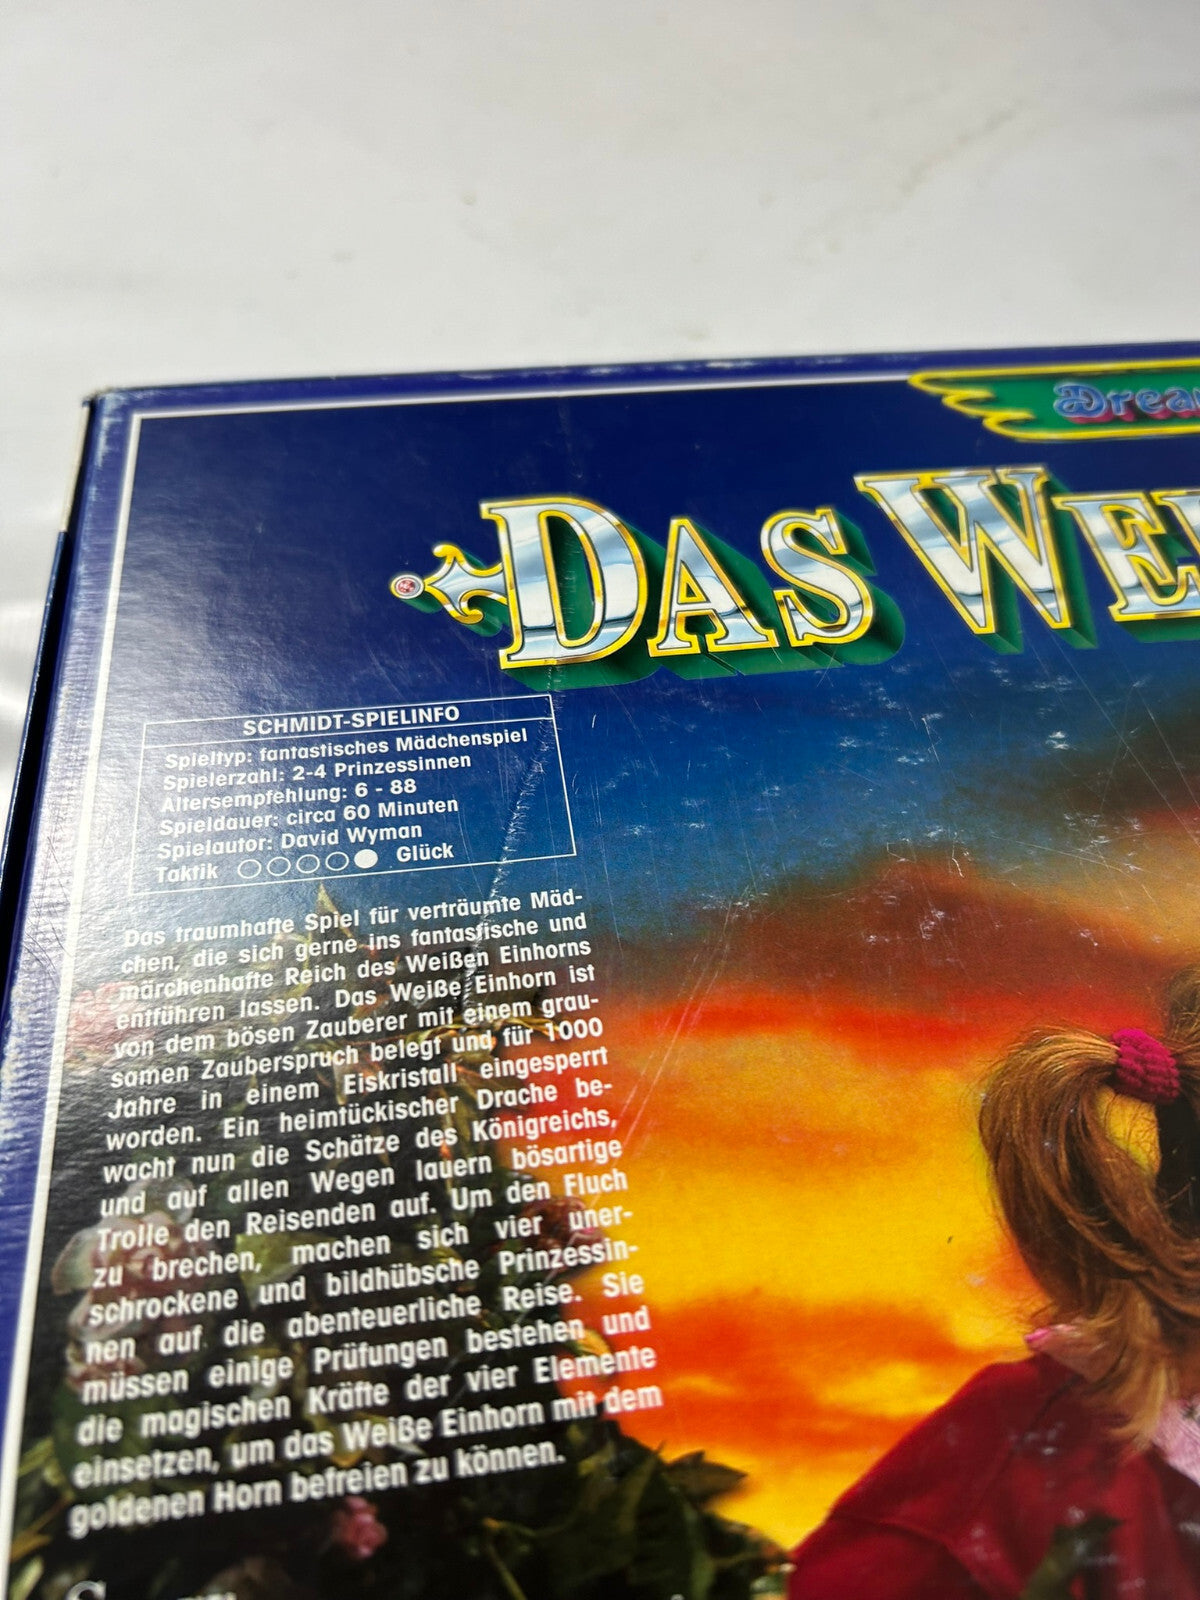 Drea
DAS WE
SCHMIDT-SPIELINFO
Spieltyp: fantastisches Mädchenspiel
Spielerzahl: 2-4 Prinzessinnen
Altersempfehlung: 6 - 88
Spieldauer: circa 60 Minuten
Spielautor: David Wyman
Taktik Glück
Das traumhafte Spiel für verträumte Mäd-
chen, die sich gerne ins fantastische und
märchenhafte Reich des Weißen Einhorns
entführen lassen. Das Weiße Einhorn ist
von dem bösen Zauberer mit einem grau-
samen Zauberspruch belegt und für 1000
Jahre in einem Eiskristall eingesperrt
worden. Ein heimtückischer Drache be-
wacht nun die Schätze des Königreichs,
und auf allen Wegen lauern bösartige
Trolle den Reisenden auf. Um den Fluch
zu brechen, machen sich vier uner-
schrockene und bildhübsche Prinzessin-
nen auf die abenteuerliche Reise. Sie
müssen einige Prüfungen bestehen und
die magischen Kräfte der vier Elemente
einsetzen, um das Weiße Einhorn mit dem
goldenen Horn befreien zu können.